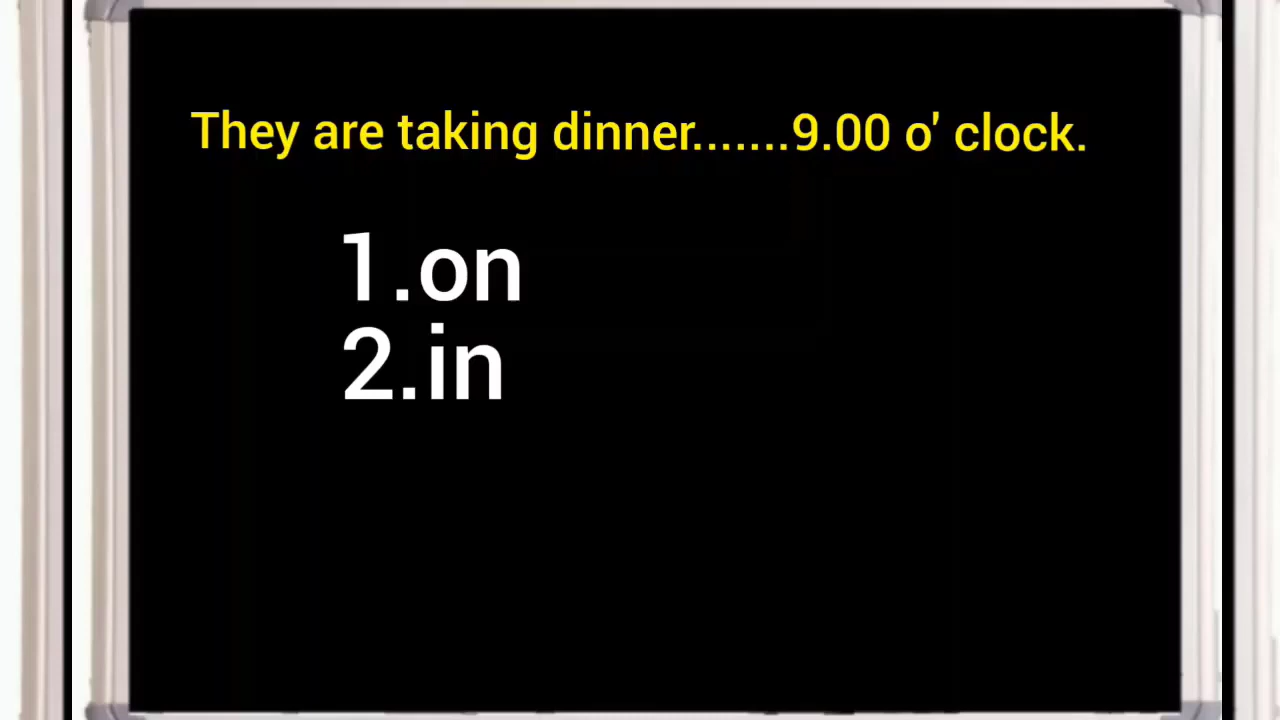 They are taking dinner.......9.00 o' clock.
1.on
2.in